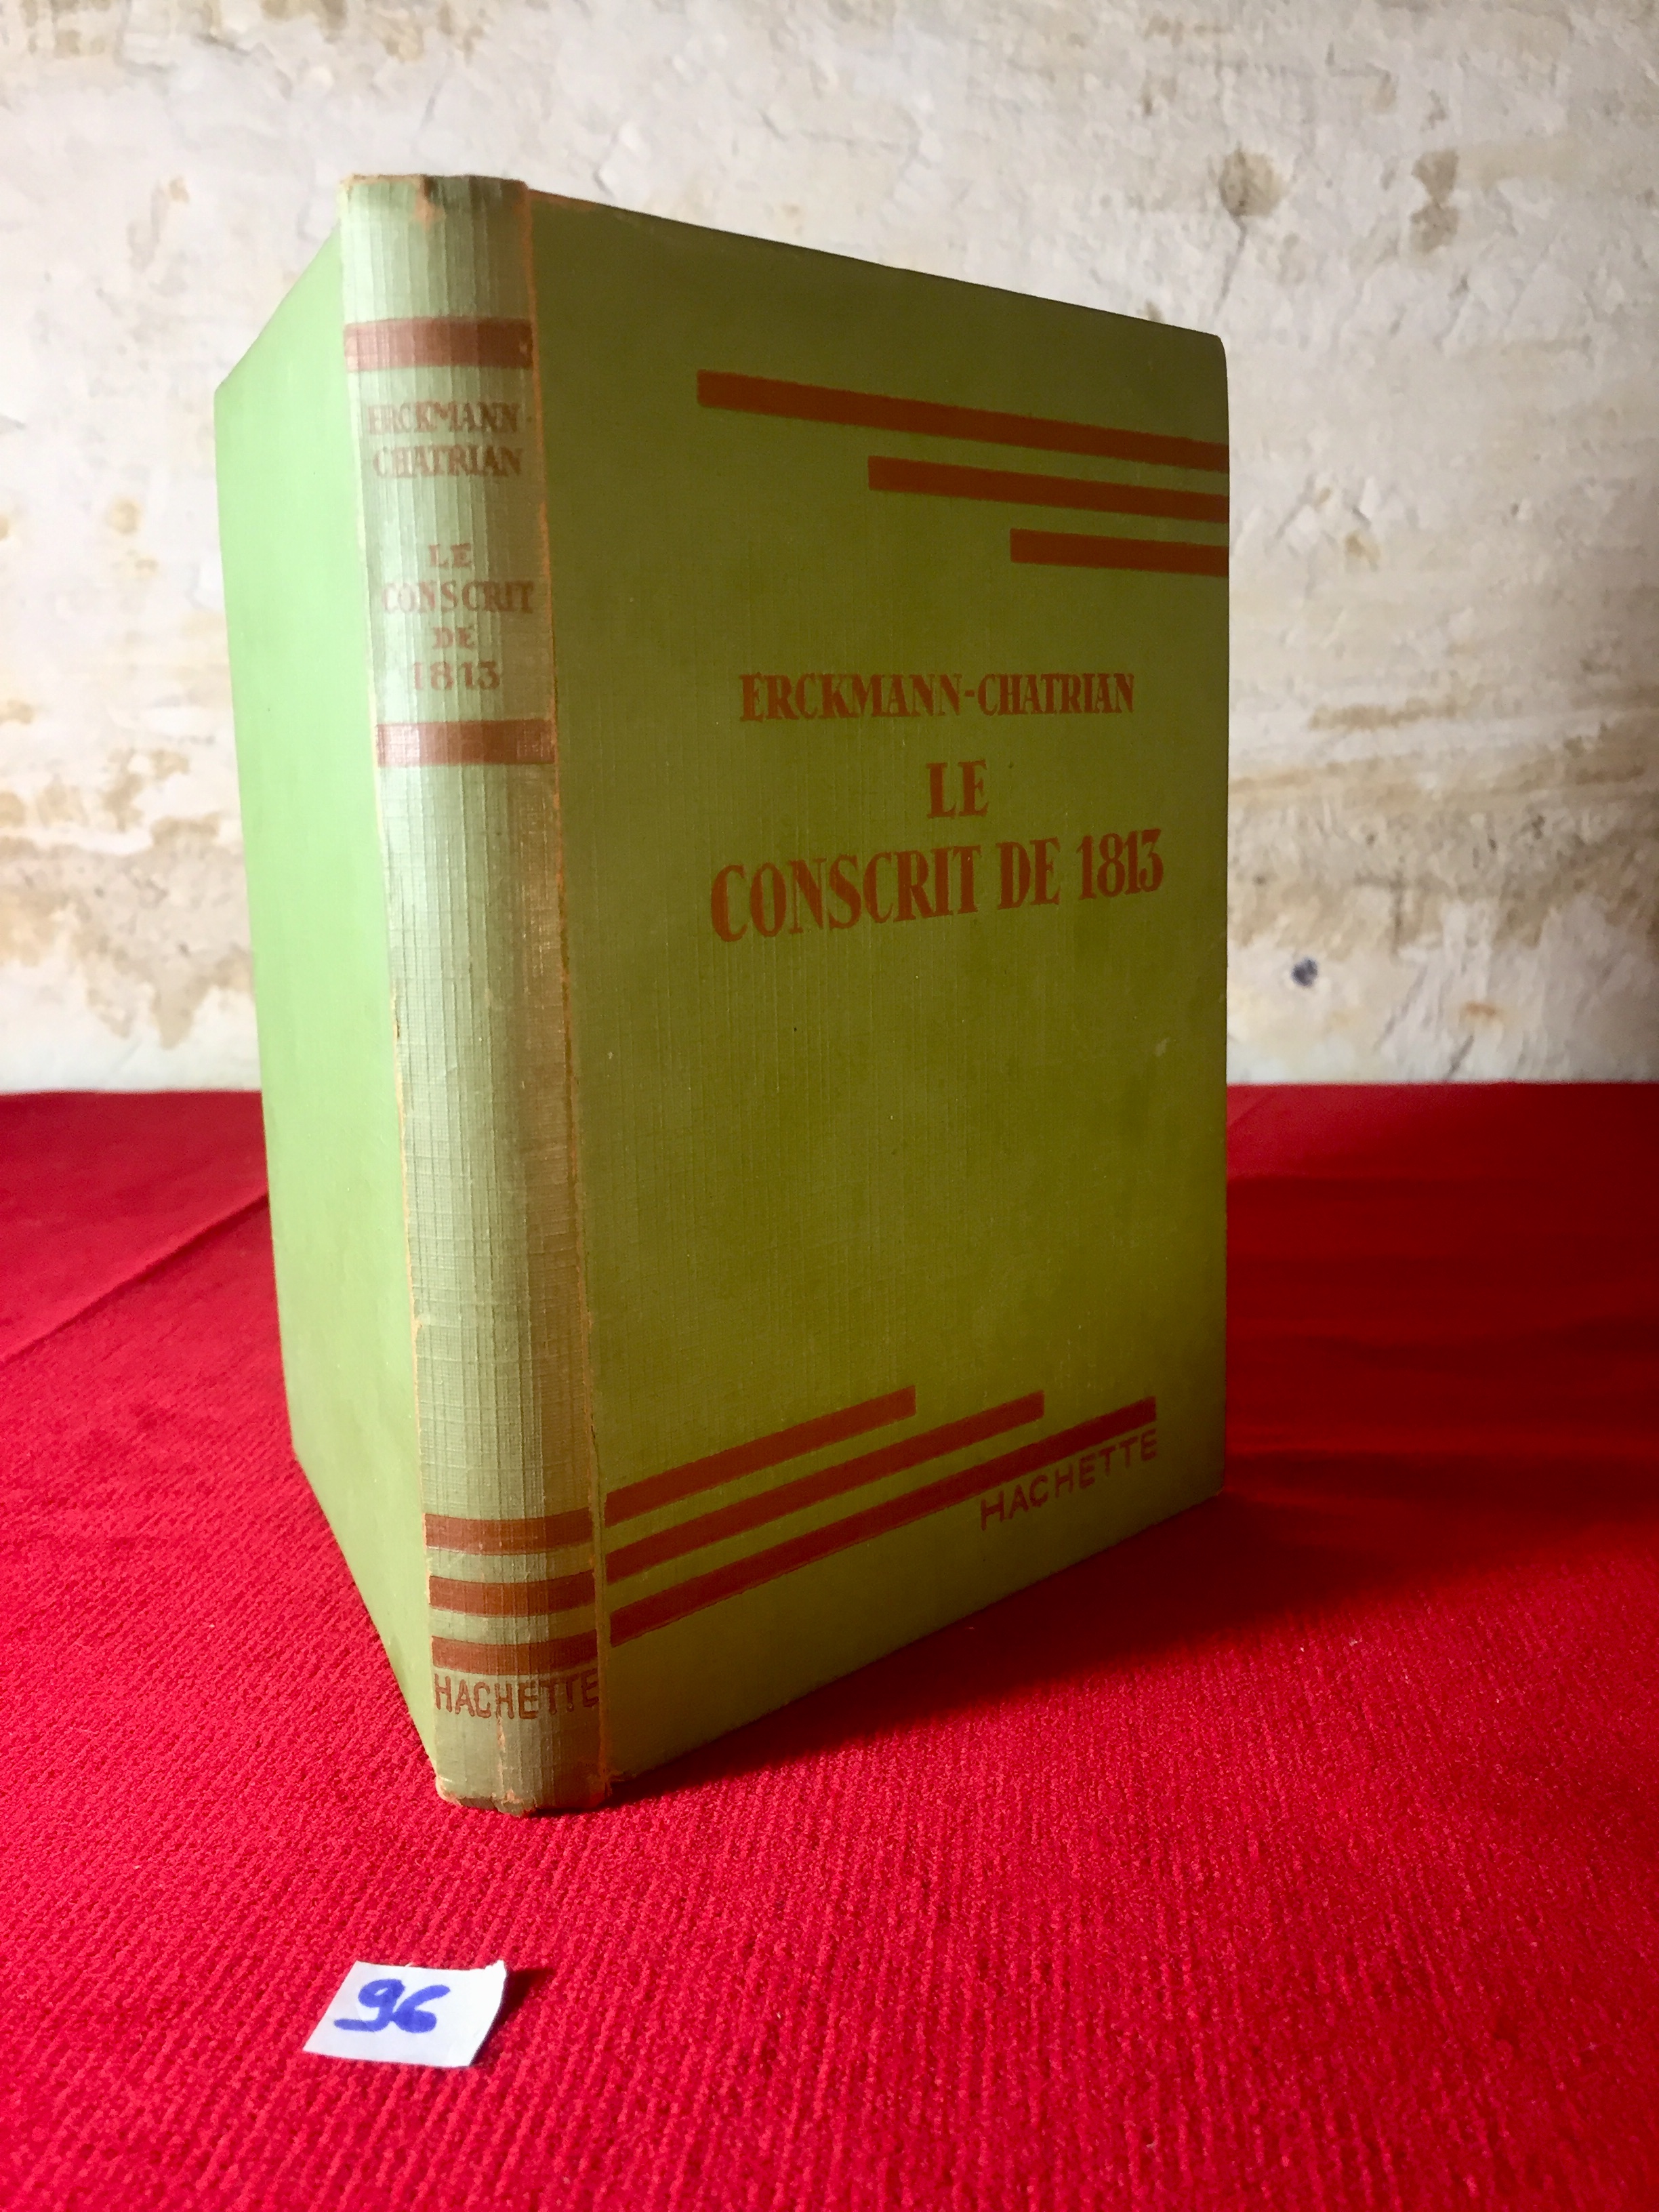 ERCKMANN-
CHATRIAN
LE
CONSCRIT
DE
1813
HACHETTE
ERCKMANN-CHATRIAN
LE
CONSCRIT DE 1813
HACHETTE
96